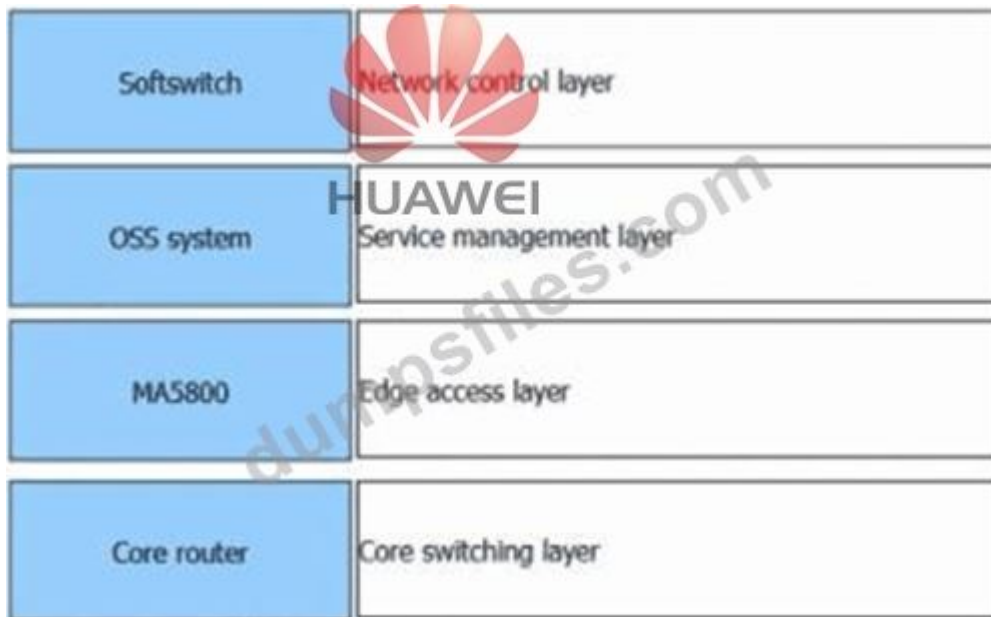 Softswitch
Network control layer
HUAWEI
OSS system
Service management layer
MA5800
Edge access layer
dumpsfiles.com
Core router
Core switching layer